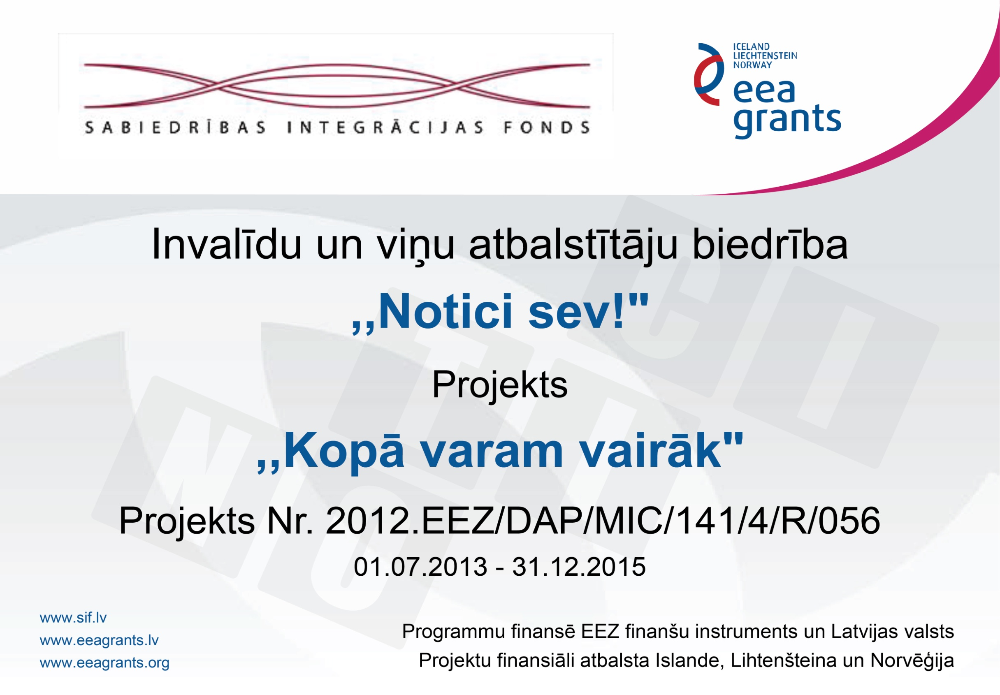 SABIEDRĪBAS INTEGRĀCIJAS FONDS
ICELAND
LIECHTENSTEIN
NORWAY
eea
grants
Invalīdu un viņu atbalstītāju biedrība
,,Notici sev!"
Projekts
,,Kopā varam vairāk"
Projekts Nr. 2012.EEZ/DAP/MIC/141/4/R/056
01.07.2013 - 31.12.2015
www.sif.lv
www.eeagrants.lv
www.eeagrants.org
Programmu finansē EEZ finanšu instruments un Latvijas valsts
Projektu finansiāli atbalsta Islande, Lihtenšteina un Norvēģija
NOTICI